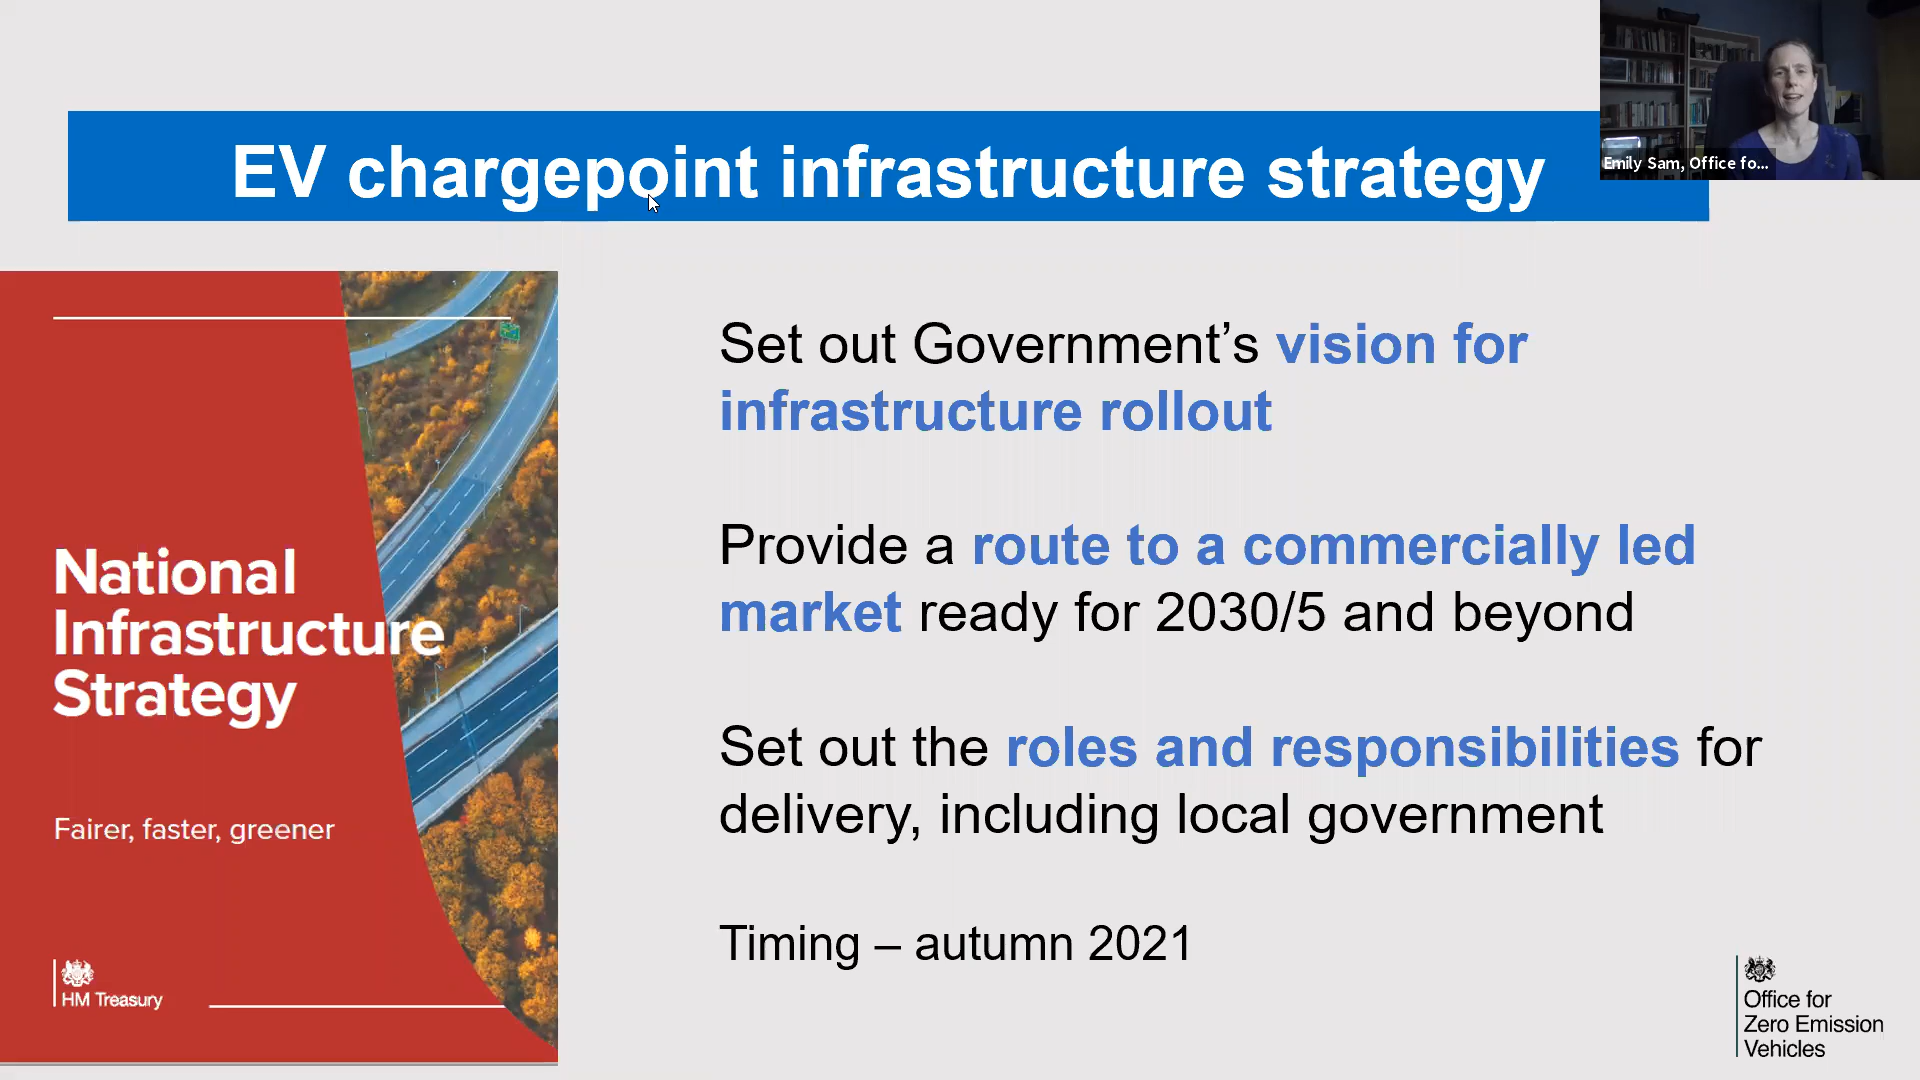 EV chargepoint infrastructure strategy
Emily Sam, Office fo...
National
Infrastructure
Strategy
Fairer, faster, greener
HM Treasury
Set out Government’s vision for
infrastructure rollout
Provide a route to a commercially led
market ready for 2030/5 and beyond
Set out the roles and responsibilities for
delivery, including local government
Timing – autumn 2021
Office for
Zero Emission
Vehicles